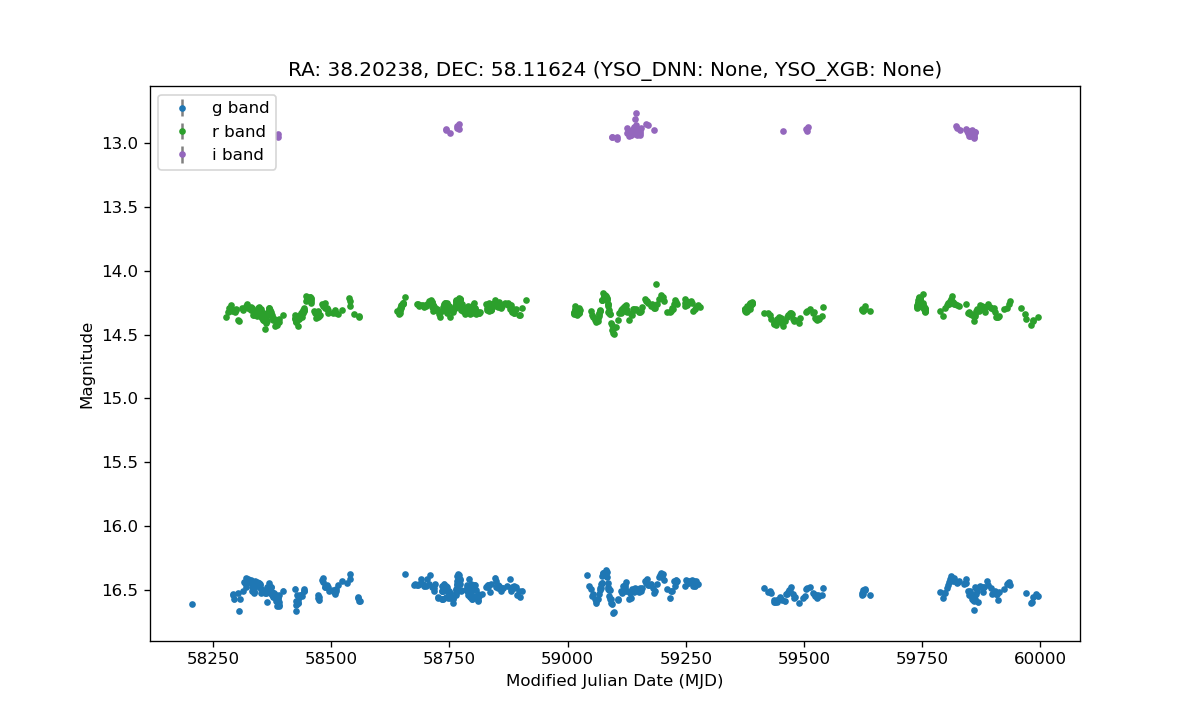 RA: 38.20238, DEC: 58.11624 (YSO_DNN: None, YSO_XGB: None)
g band
r band
i band
13.0
13.5
14.0
14.5
15.0
15.5
16.0
16.5
Magnitude
58250
58500
58750
59000
59250
59500
59750
60000
Modified Julian Date (MJD)